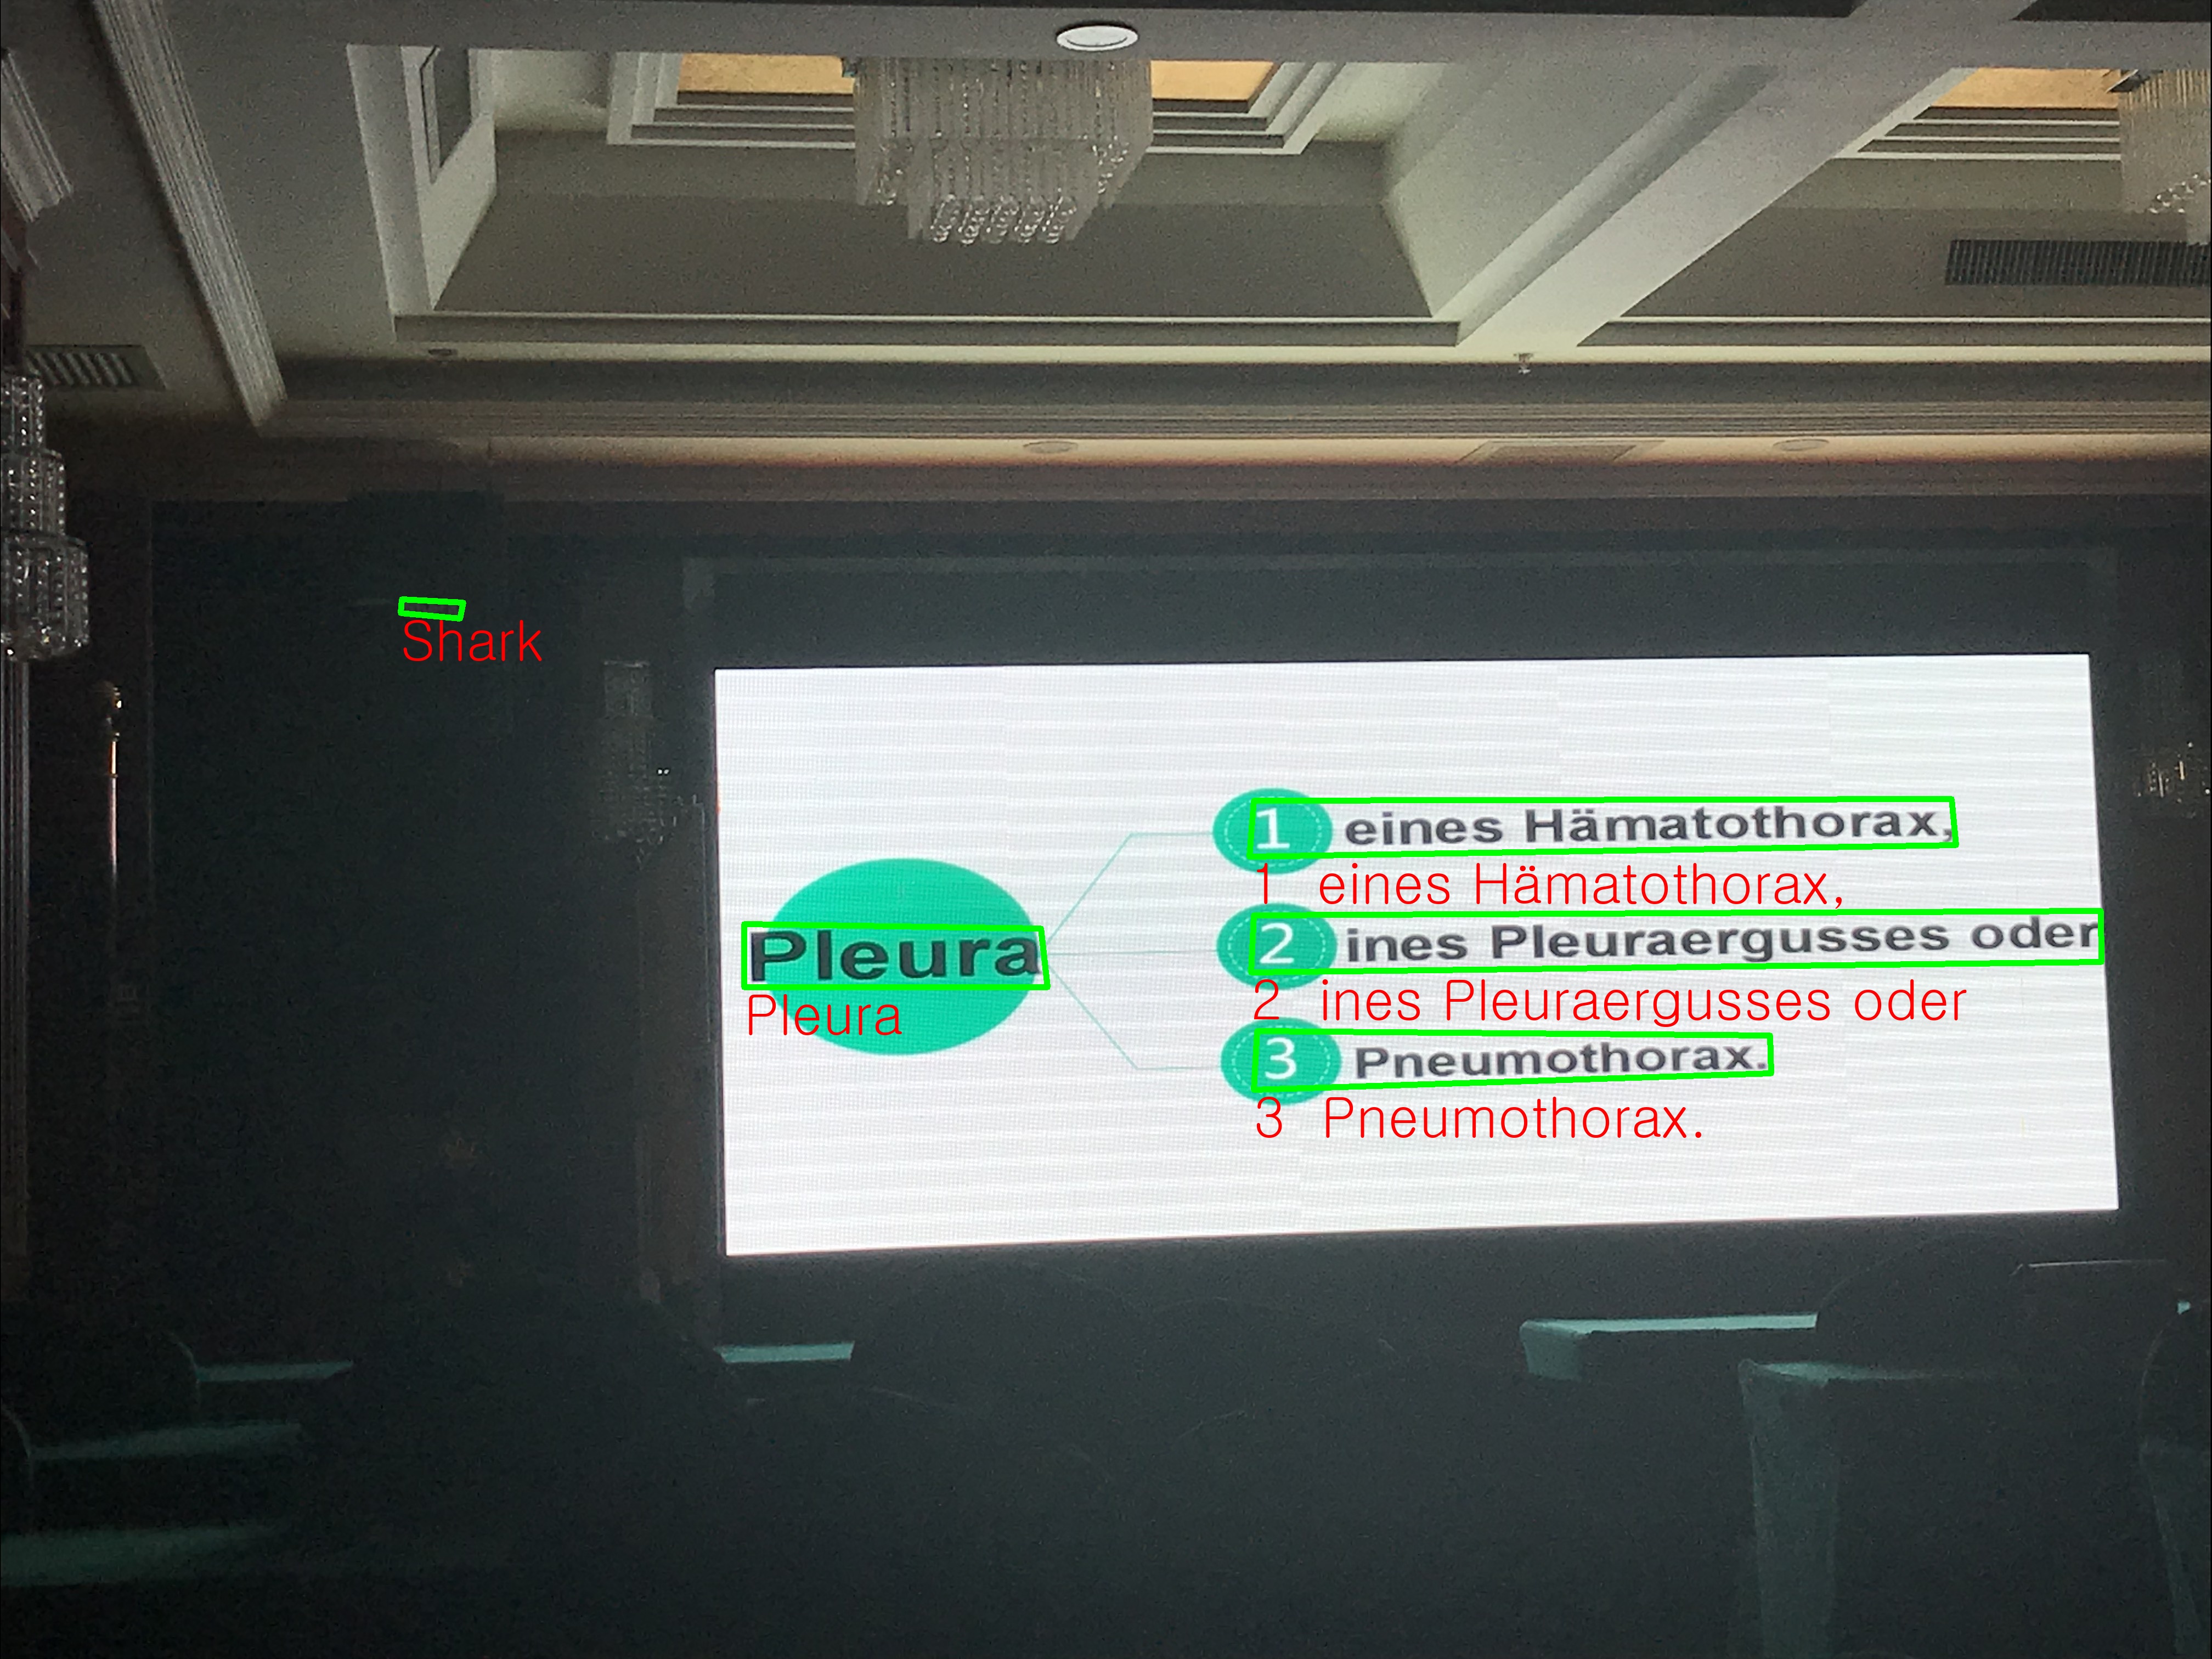 Shark
1 eines Hämatothorax,
1 eines Hämatothorax,
Pleura
Pleura
2 ines Pleuraergusses oder
2 ines Pleuraergusses oder
3 Pneumothorax.
3 Pneumothorax.